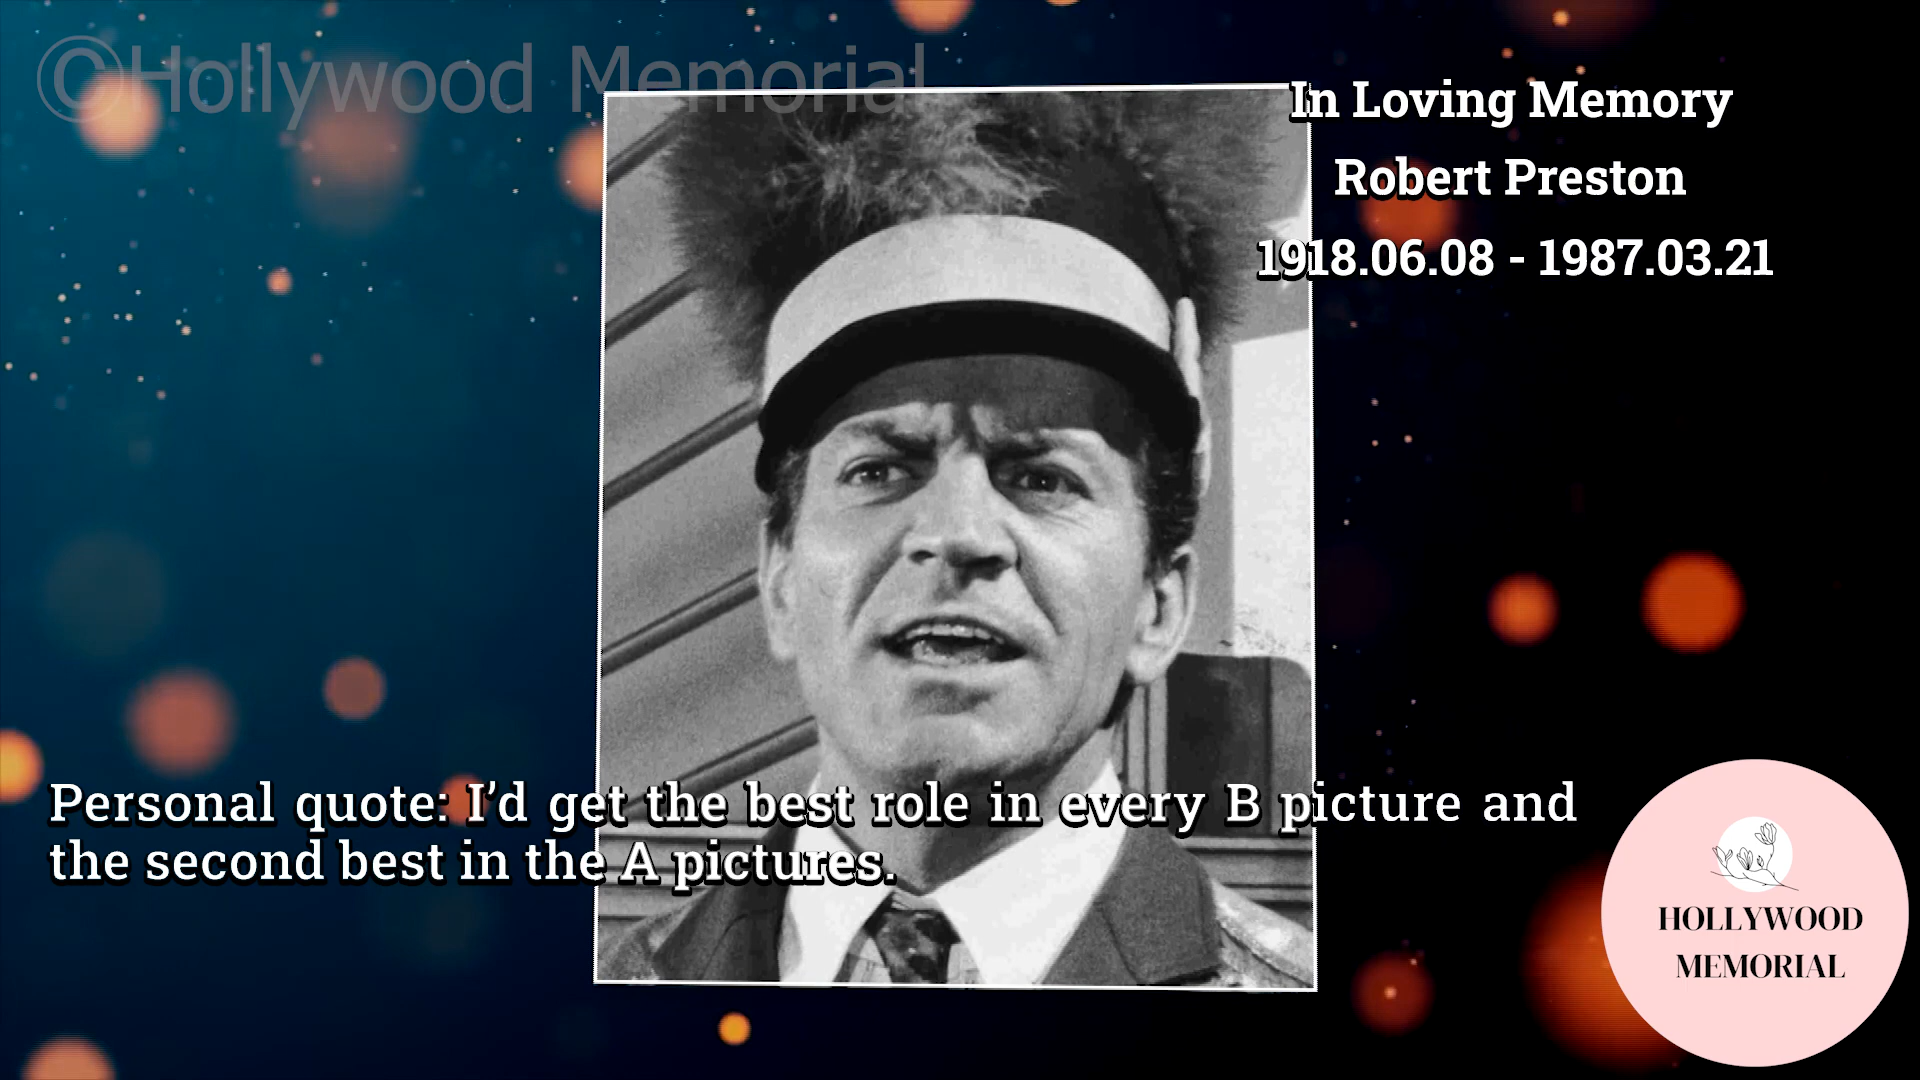 ©Hollywood Memorial
In Loving Memory
Robert Preston
1918.06.08 - 1987.03.21
Personal quote: I’d get the best role in every B picture and
the second best in the A pictures.
HOLLYWOOD
MEMORIAL